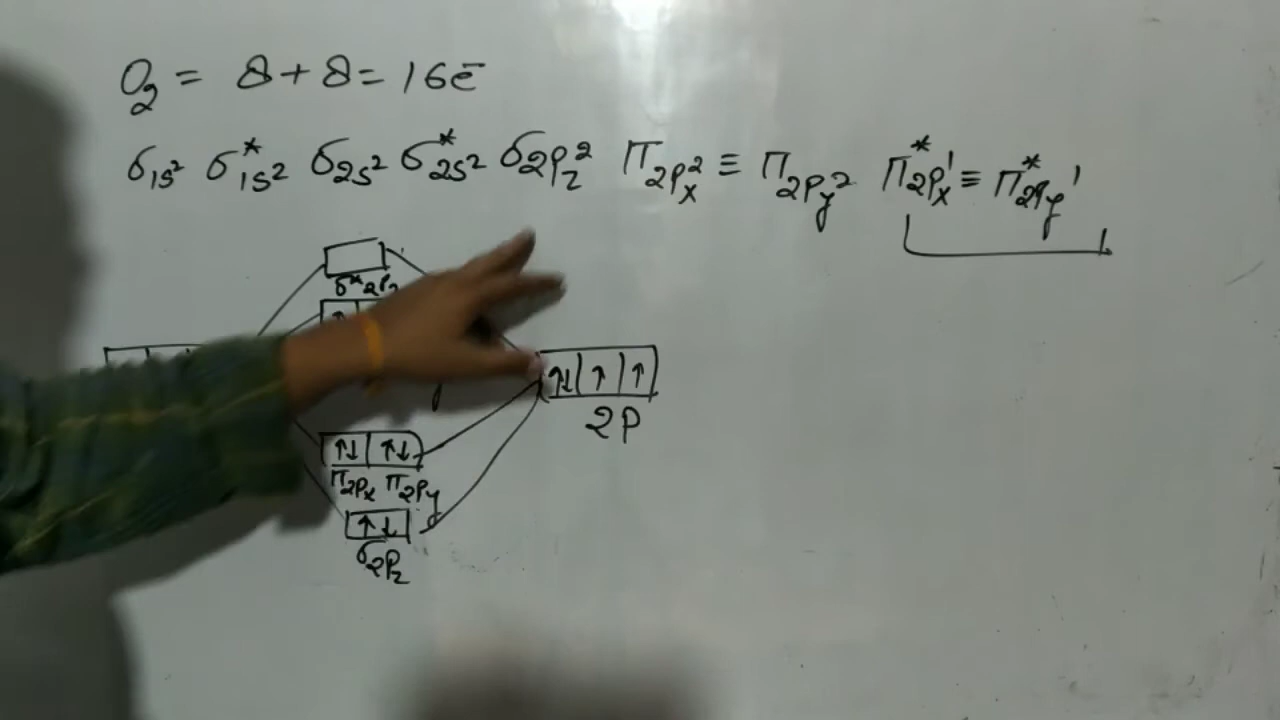 O₂ = 8 + 8 = 16e⁻
σ1s² σ*1s² σ2s² σ*2s² σ2pz² π2px² ≡ π2py² π*2px¹ ≡ π*2py¹
σ*2pz
↑
↑↓ ↑ ↑
2P
↑↓ ↑↓
π2px π2py
↑↓
σ2pz